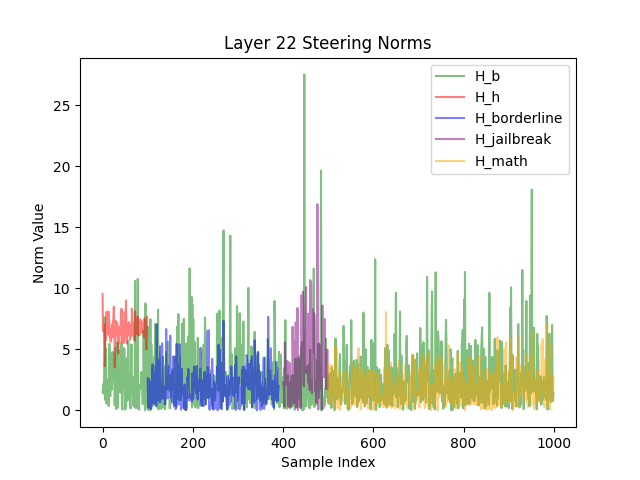 Layer 22 Steering Norms
H_b
H_h
H_borderline
H_jailbreak
H_math
Norm Value
25
20
15
10
5
0
0
200
400
600
800
1000
Sample Index